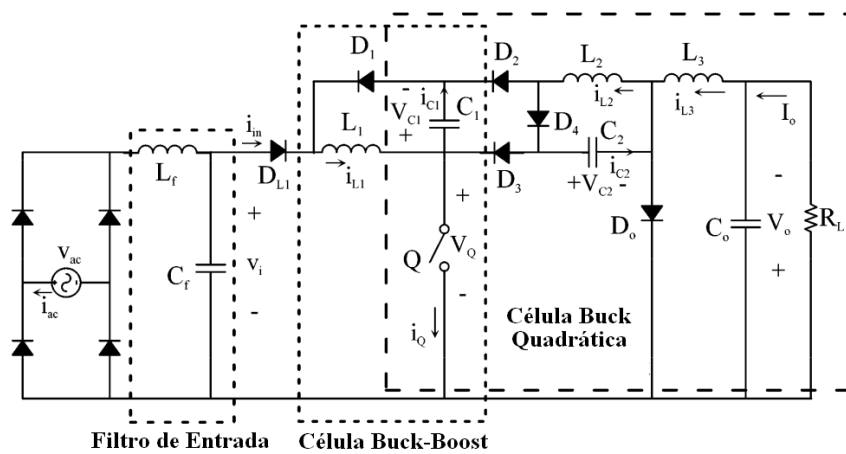 D1
D2
L2
L3
iC1
VC1
-
+
C1
iL2
iL3
Io
D4
L1
C2
iin
DL1
iL1
D3
iC2
+VC2-
Lf
+
vi
-
Cf
vac
iac
Q
+
VQ
-
iQ
Do
Co
-
Vo
+
RL
Célula Buck
Quadrática
Filtro de Entrada
Célula Buck-Boost